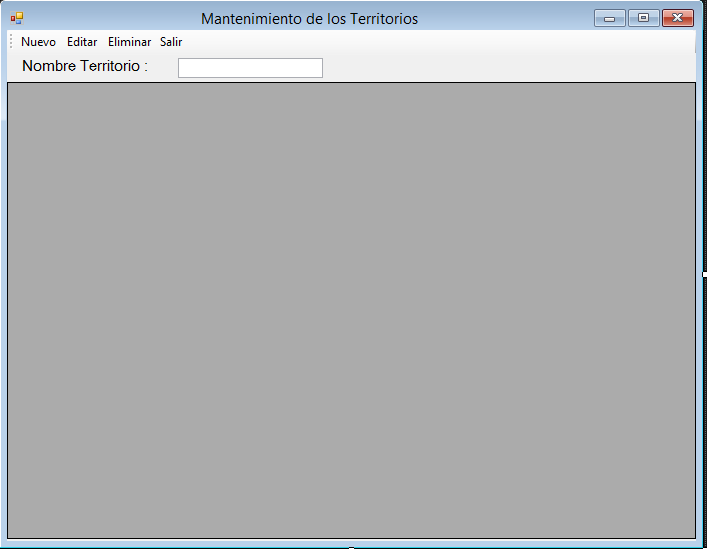 Mantenimiento de los Territorios
Nuevo Editar Eliminar Salir
Nombre Territorio :